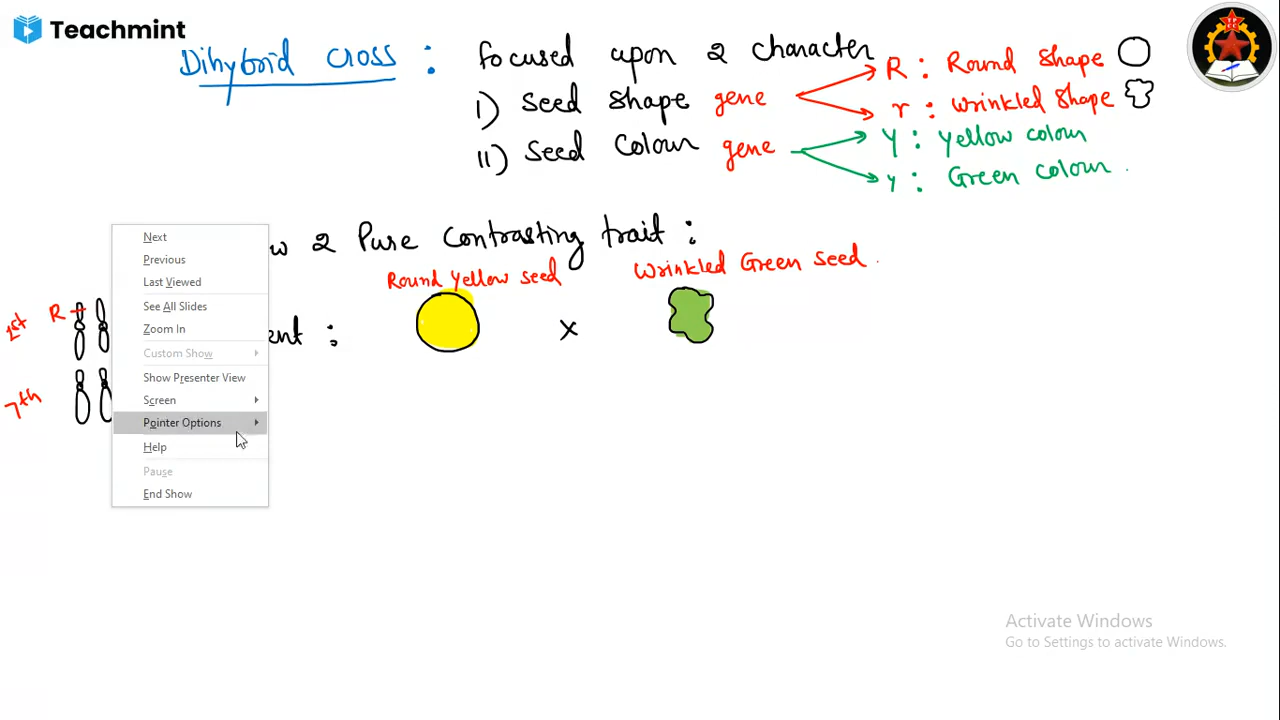 Teachmint
Dihybrid cross : focused upon 2 character
i) Seed Shape gene
R : Round shape
r : wrinkled shape
ii) Seed Colour gene
Y : yellow colour
y : Green colour .
2 Pure Contrasting trait :
Round yellow seed
Wrinkled Green seed .
1st R
ent :
x
7th
Next
Previous
Last Viewed
See All Slides
Zoom In
Custom Show
Show Presenter View
Screen
Pointer Options
Help
Pause
End Show
Activate Windows
Go to Settings to activate Windows.